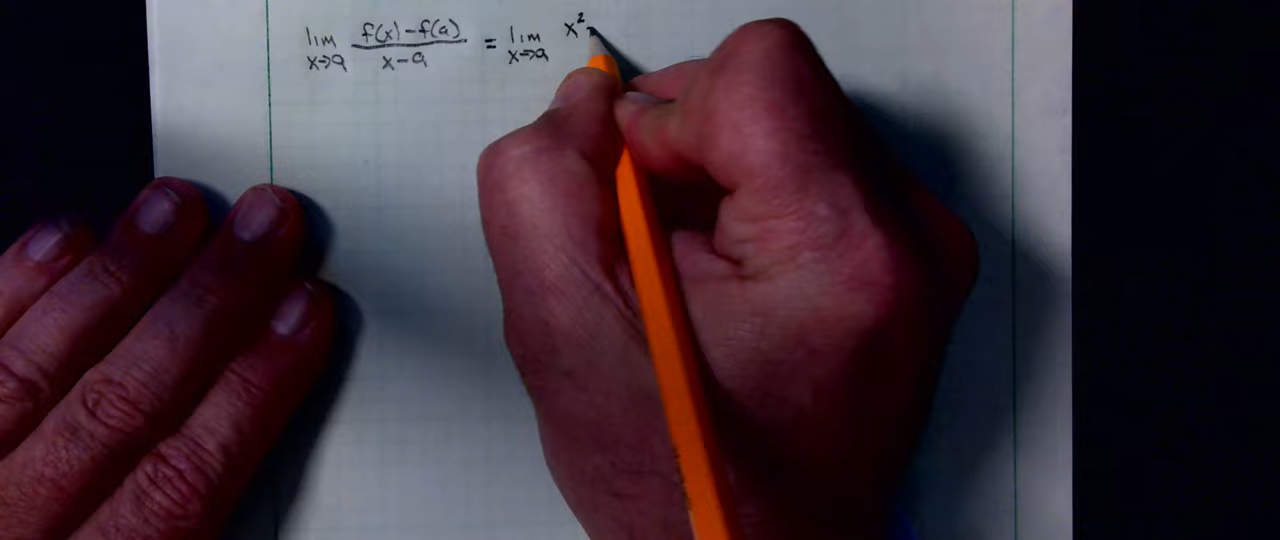 lim f(x)-f(a) / x-a = lim x²
x→a x→a